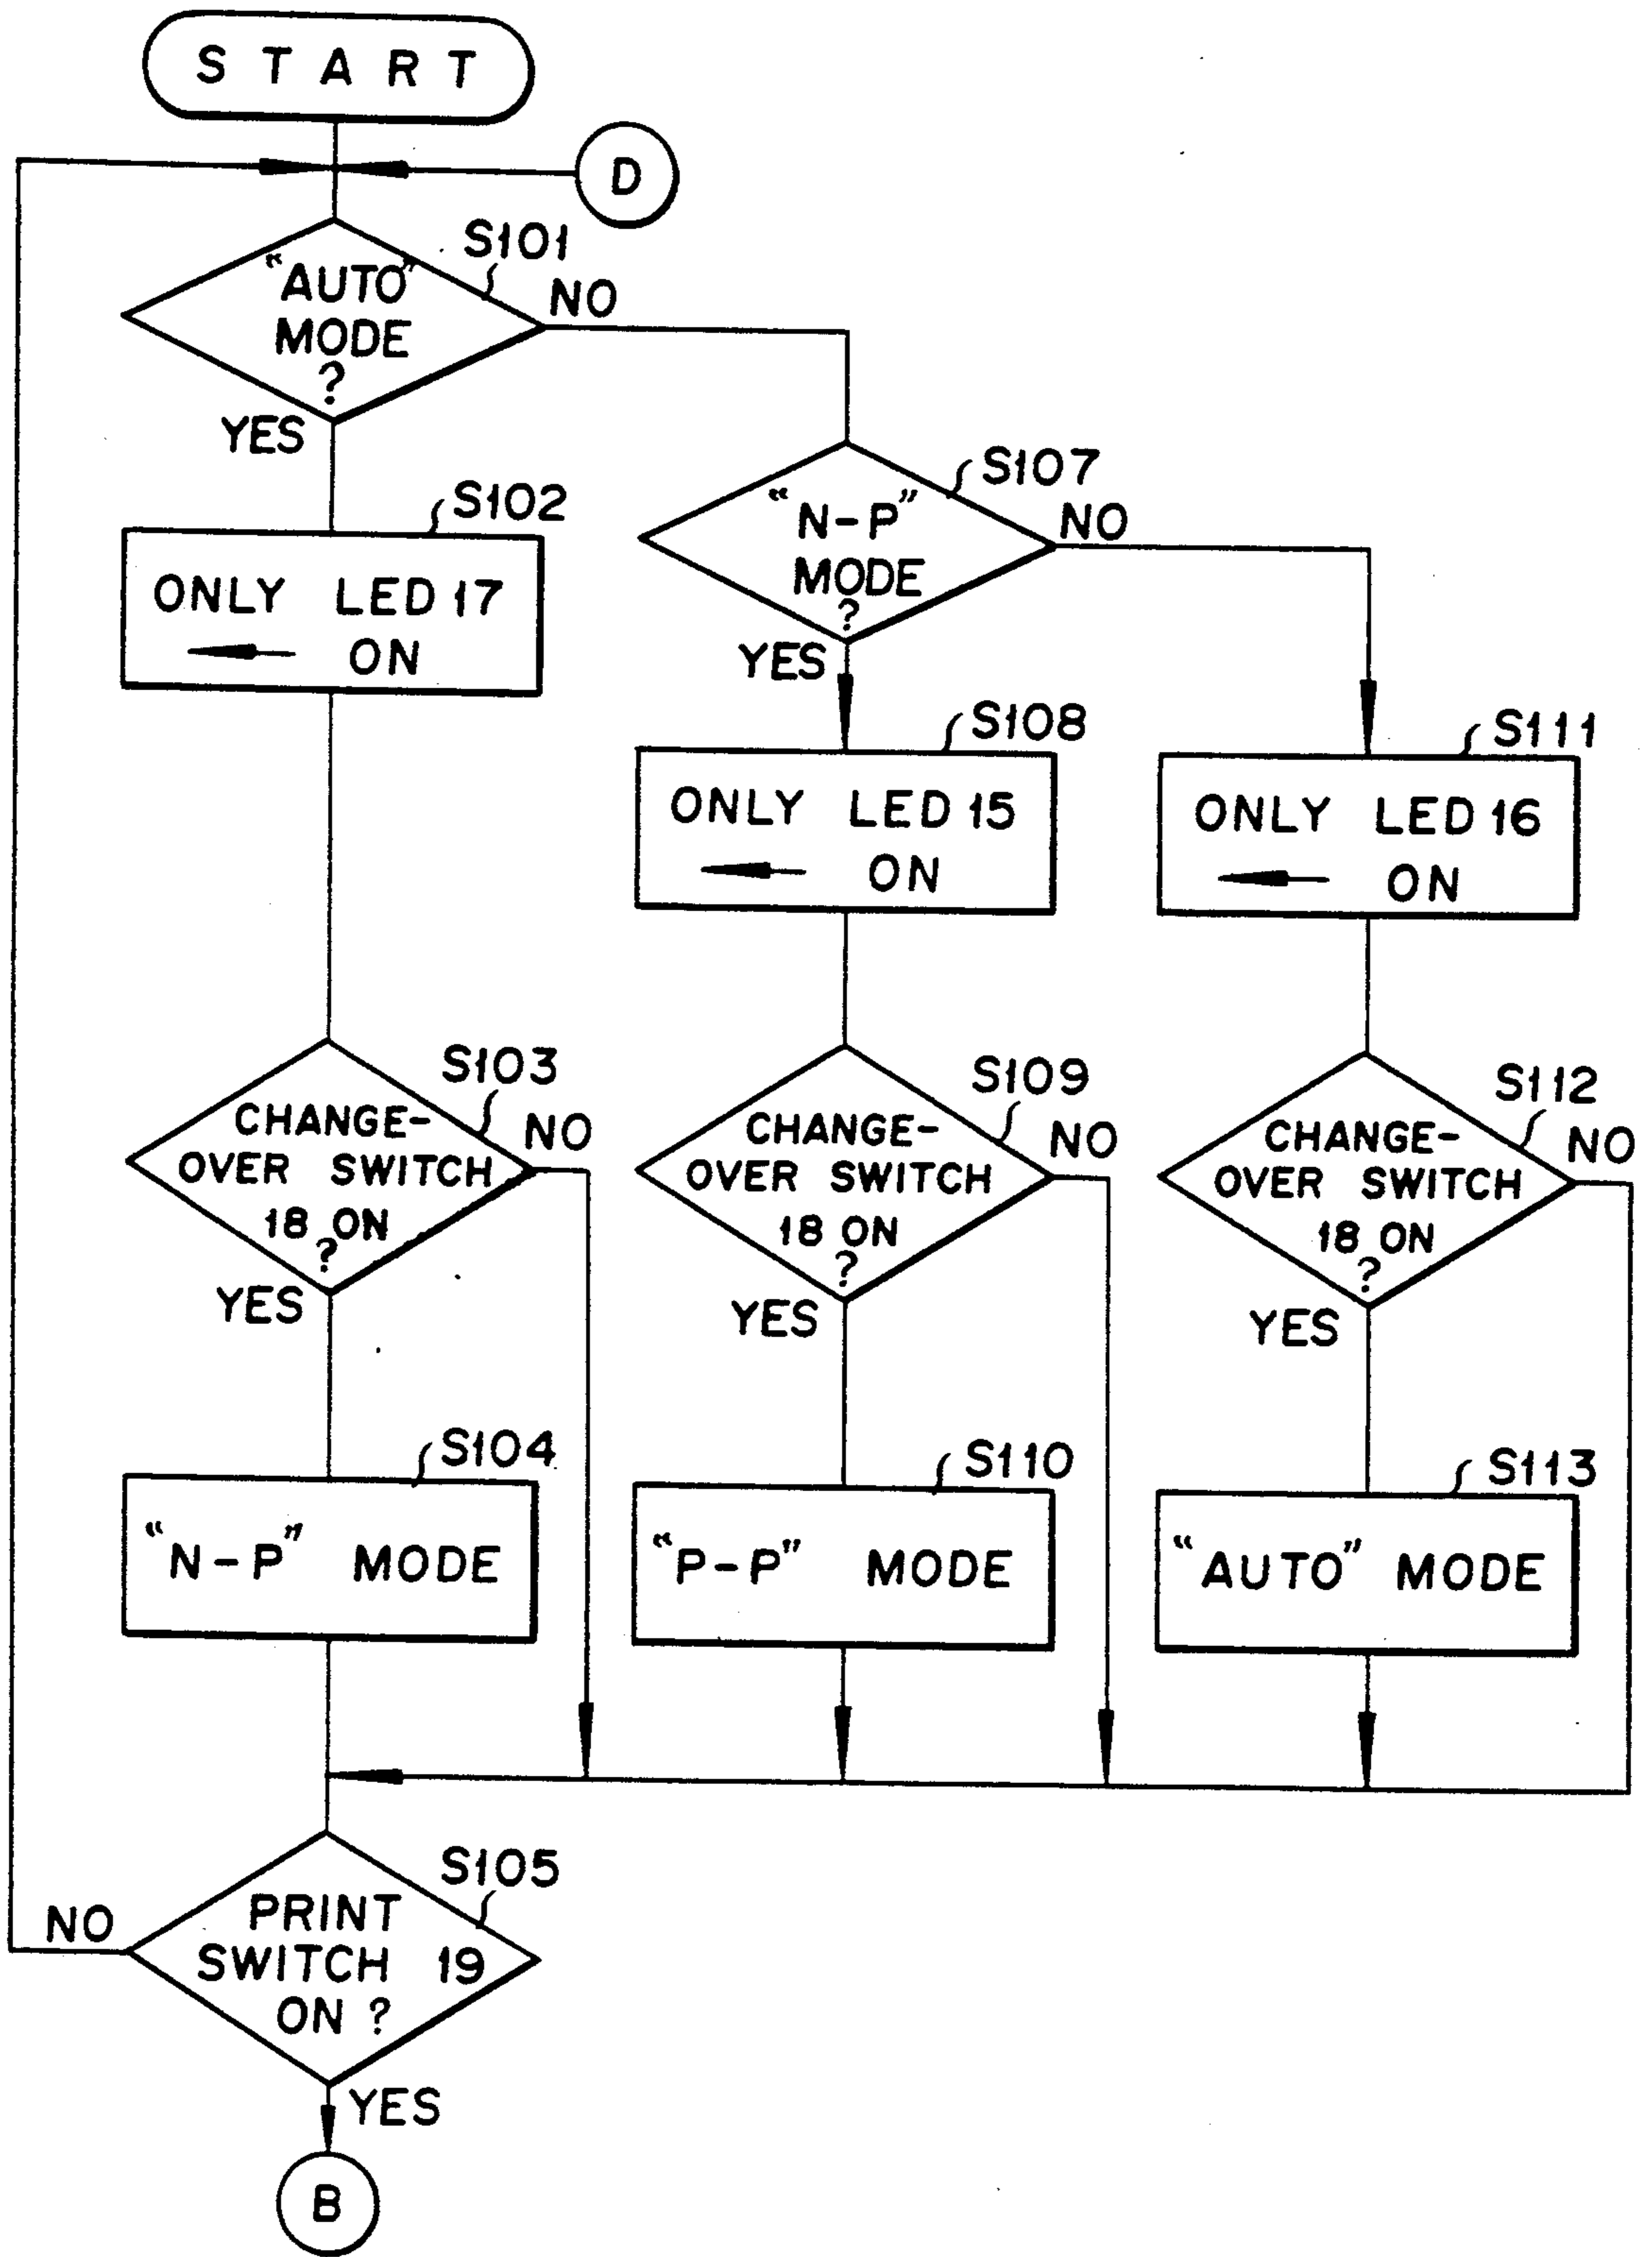 START
D
S101
"AUTO"
MODE
?
NO
YES
S102
ONLY LED 17
← ON
S107
"N-P"
MODE
?
NO
YES
S108
ONLY LED 15
← ON
S111
ONLY LED 16
← ON
S103
CHANGE-
OVER SWITCH
18 ON
?
NO
YES
S109
CHANGE-
OVER SWITCH
18 ON
?
NO
YES
S112
CHANGE-
OVER SWITCH
18 ON
?
NO
YES
S104
"N-P" MODE
S110
"P-P" MODE
S113
"AUTO" MODE
S105
PRINT
SWITCH 19
ON ?
NO
YES
B